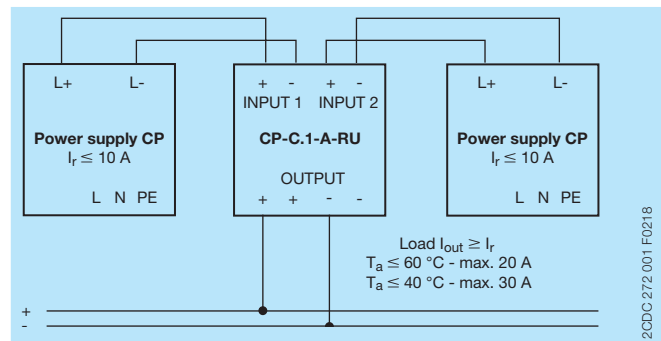 L+ L-
Power supply CP
Ir ≤ 10 A
L N PE
+ - + -
INPUT 1 INPUT 2
CP-C.1-A-RU
OUTPUT
+ + - -
L+ L-
Power supply CP
Ir ≤ 10 A
L N PE
Load Iout ≥ Ir
Ta ≤ 60 °C - max. 20 A
Ta ≤ 40 °C - max. 30 A
+
-
2CDC 272 001 F0218